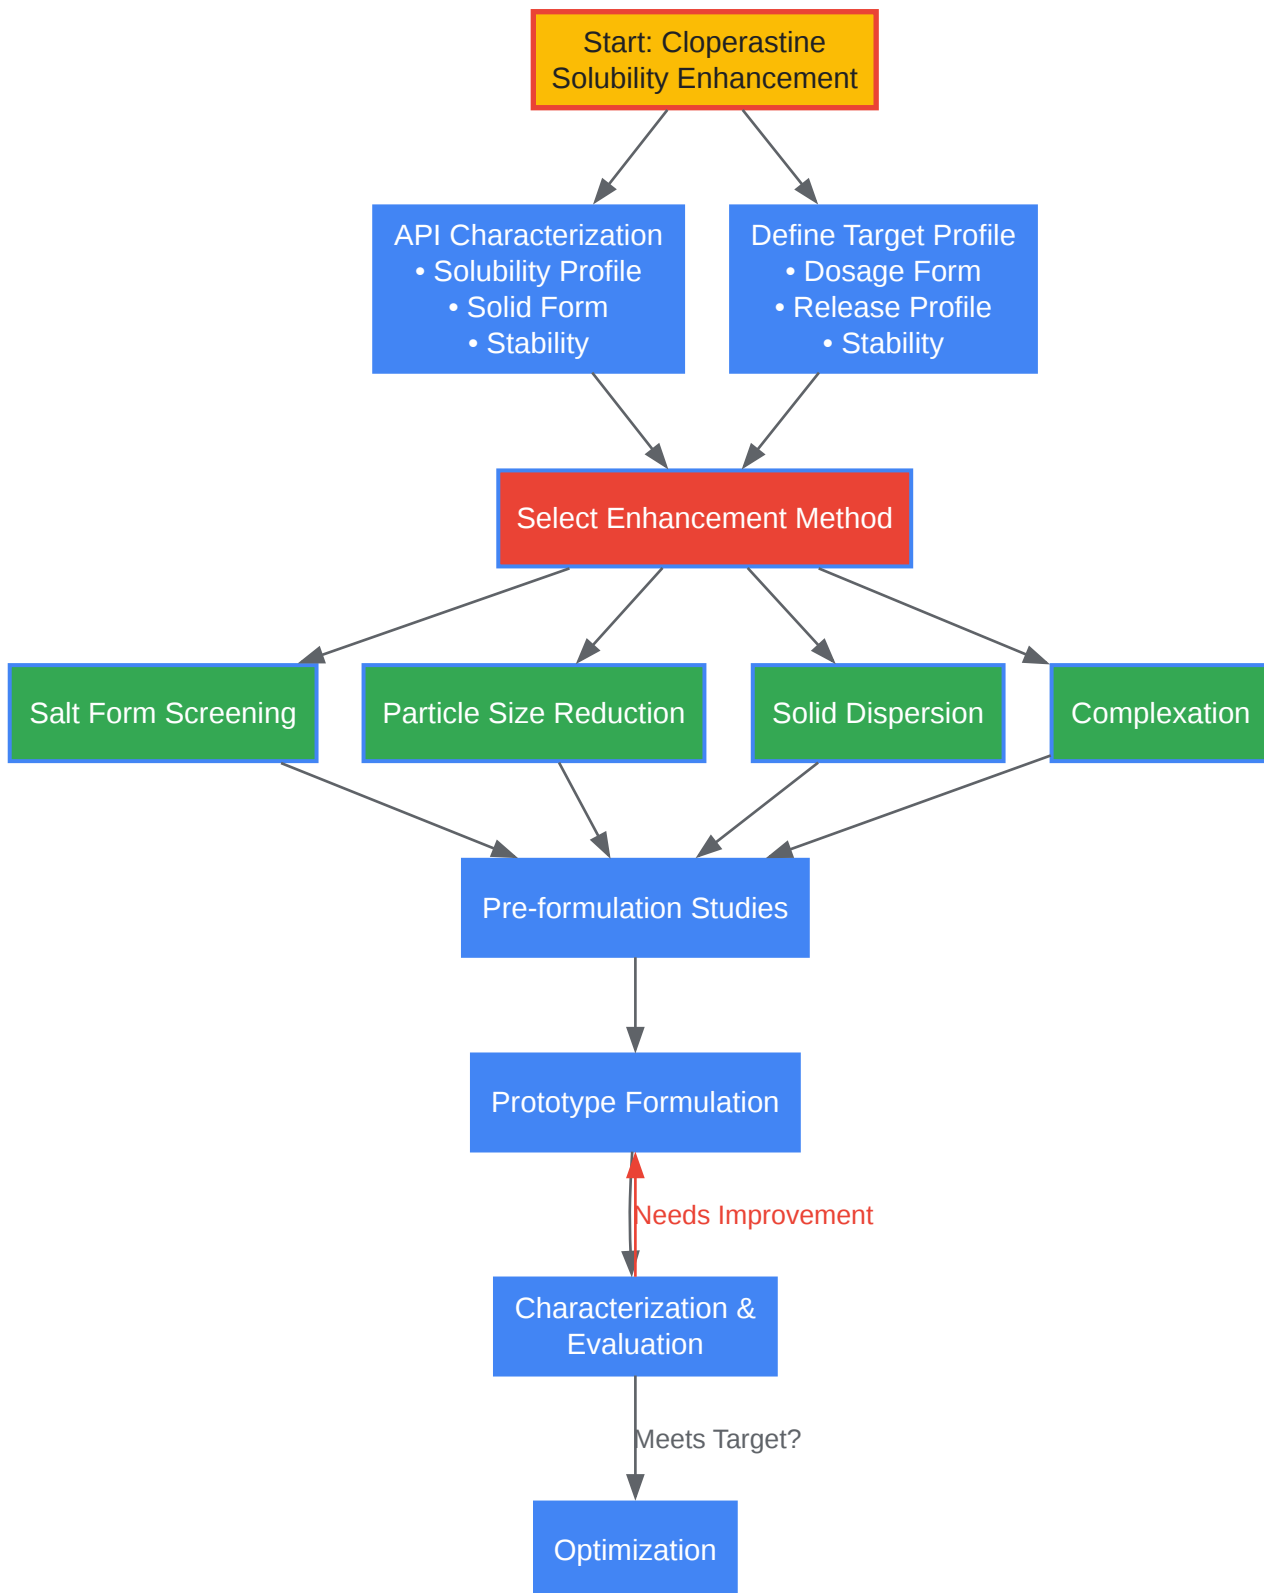 Start: Cloperastine
Solubility Enhancement
API Characterization
• Solubility Profile
• Solid Form
• Stability
Define Target Profile
• Dosage Form
• Release Profile
• Stability
Select Enhancement Method
Salt Form Screening
Particle Size Reduction
Solid Dispersion
Complexation
Pre-formulation Studies
Prototype Formulation
Needs Improvement
Characterization &
Evaluation
Meets Target?
Optimization